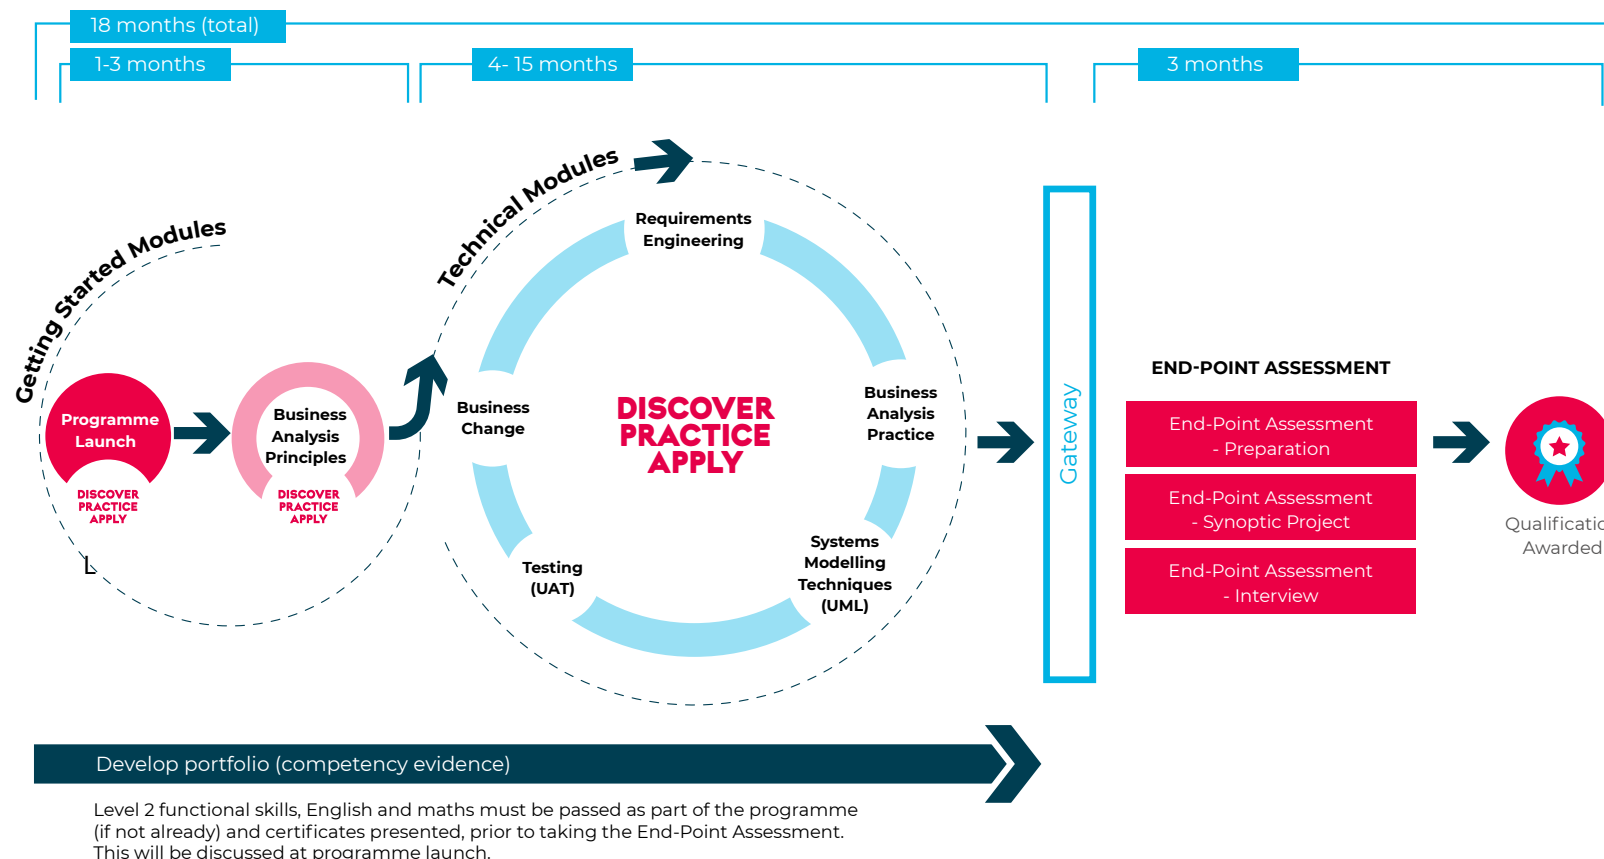 18 months (total)
1-3 months
4- 15 months
3 months
Getting Started Modules
Programme
Launch
DISCOVER
PRACTICE
APPLY
L
Business
Analysis
Principles
DISCOVER
PRACTICE
APPLY
Technical Modules
Requirements
Engineering
Business
Change
DISCOVER
PRACTICE
APPLY
Business
Analysis
Practice
Testing
(UAT)
Systems
Modelling
Techniques
(UML)
Gateway
END-POINT ASSESSMENT
End-Point Assessment
- Preparation
End-Point Assessment
- Synoptic Project
End-Point Assessment
- Interview
Qualificatio
Awarded
Develop portfolio (competency evidence)
Level 2 functional skills, English and maths must be passed as part of the programme
(if not already) and certificates presented, prior to taking the End-Point Assessment.
This will be discussed at programme launch.